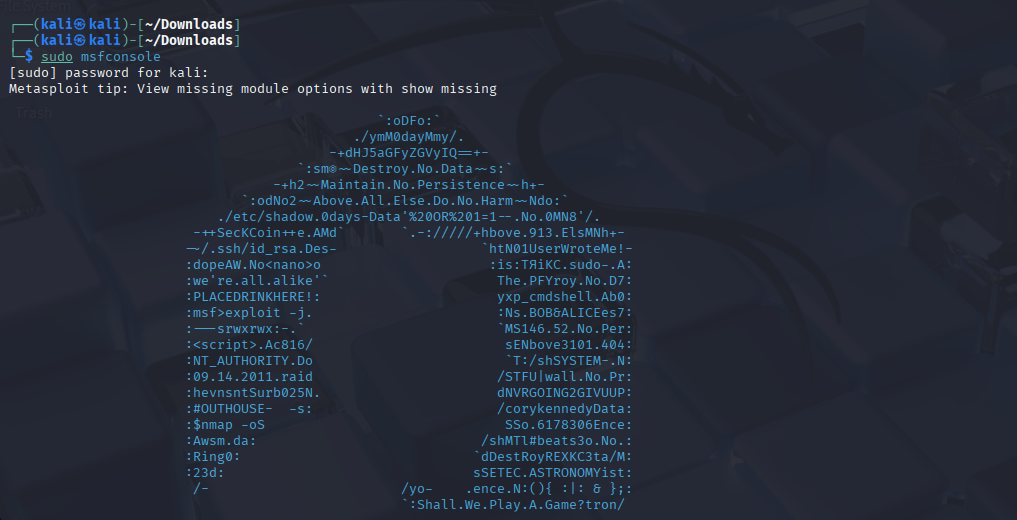 File System
┌──(kali㉿kali)-[~/Downloads]
┌──(kali㉿kali)-[~/Downloads]
└─$ sudo msfconsole
[sudo] password for kali:
Metasploit tip: View missing module options with show missing
Trash
`:oDFo:`
./ymM0dayMmy/.
-+dHJ5aGFyZGVyIQ==+-
`:sm⏣~~Destroy.No.Data~~s:`
-+h2~~Maintain.No.Persistence~~h+-
`:odNo2~~Above.All.Else.Do.No.Harm~~Ndo:`
./etc/shadow.0days-Data'%20OR%201=1--.No.0MN8'/.
-++SecKCoin++e.AMd` `.-://///+hbove.913.ElsMNh+-
-~/.ssh/id_rsa.Des- `htN01UserWroteMe!-
:dopeAW.No<nano>o :is:TЯiKC.sudo-.A:
:we're.all.alike'` The.PFYroy.No.D7:
:PLACEDRINKHERE!: yxp_cmdshell.Ab0:
:msf>exploit -j. :Ns.BOB&ALICEes7:
:---srwxrwx:-.` `MS146.52.No.Per:
:<script>.Ac816/ sENbove3101.404:
:NT_AUTHORITY.Do `T:/shSYSTEM-.N:
:09.14.2011.raid /STFU|wall.No.Pr:
:hevnsntSurb025N. dNVRGOING2GIVUUP:
:#OUTHOUSE- -s: /corykennedyData:
:$nmap -oS SSo.6178306Ence:
:Awsm.da: /shMTl#beats3o.No.:
:Ring0: `dDestRoyREXKC3ta/M:
:23d: sSETEC.ASTRONOMYist:
/- /yo- .ence.N:(){ :|: & };:
`:Shall.We.Play.A.Game?tron/